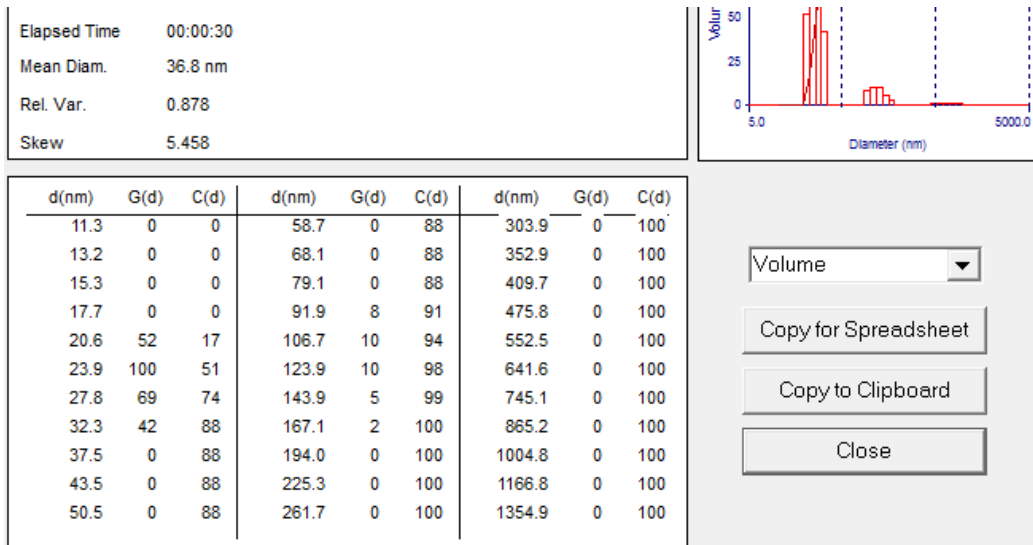 Elapsed Time 00:00:30
Mean Diam. 36.8 nm
Rel. Var. 0.878
Skew 5.458
50
25
0
5.0 5000.0
Diameter (nm)
d(nm) G(d) C(d) d(nm) G(d) C(d) d(nm) G(d) C(d)
11.3 0 0 58.7 0 88 303.9 0 100
13.2 0 0 68.1 0 88 352.9 0 100
15.3 0 0 79.1 0 88 409.7 0 100
17.7 0 0 91.9 8 91 475.8 0 100
20.6 52 17 106.7 10 94 552.5 0 100
23.9 100 51 123.9 10 98 641.6 0 100
27.8 69 74 143.9 5 99 745.1 0 100
32.3 42 88 167.1 2 100 865.2 0 100
37.5 0 88 194.0 0 100 1004.8 0 100
43.5 0 88 225.3 0 100 1166.8 0 100
50.5 0 88 261.7 0 100 1354.9 0 100
Volume
Copy for Spreadsheet
Copy to Clipboard
Close